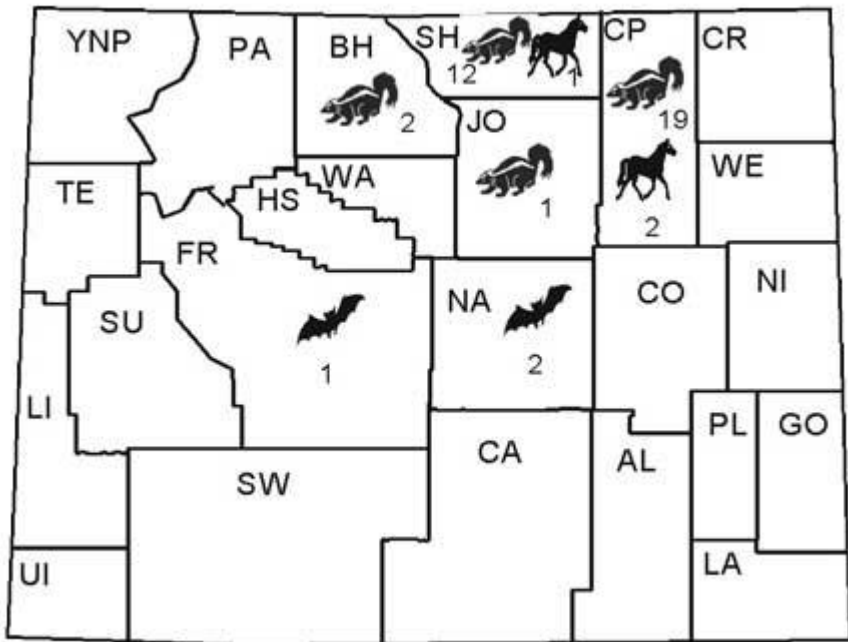 YNP
PA
BH
2
SH
12
1
CP
19
2
CR
JO
1
WE
TE
HS
WA
FR
1
NA
2
CO
NI
SU
LI
SW
CA
AL
PL
GO
UI
LA